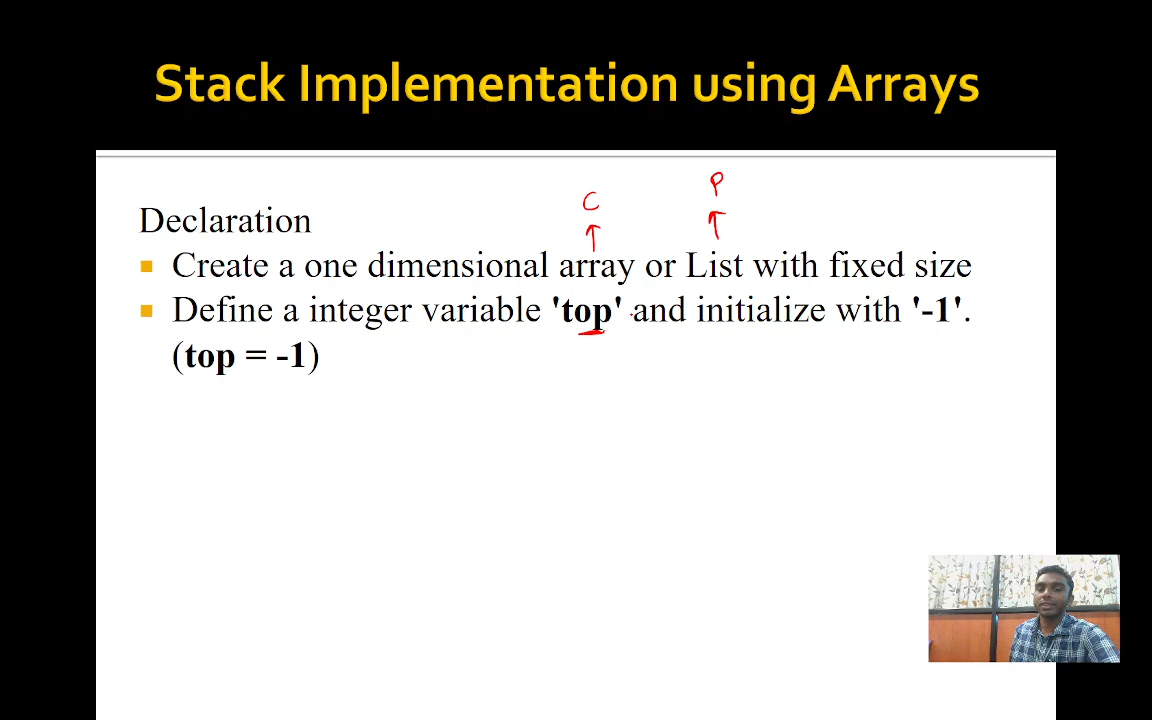 Stack Implementation using Arrays
C P
Declaration
Create a one dimensional array or List with fixed size
Define a integer variable 'top' and initialize with '-1'.
(top = -1)